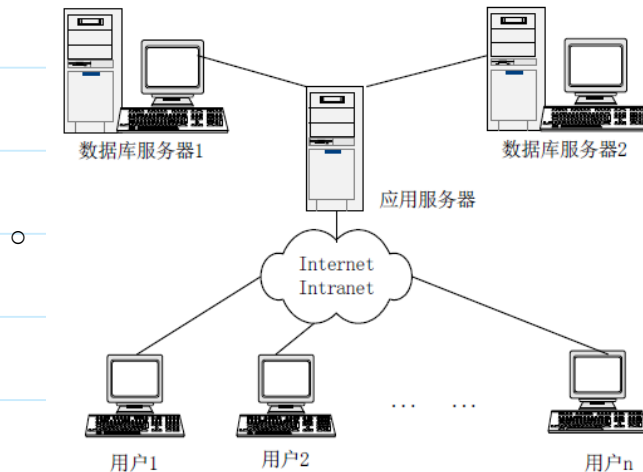 数据库服务器1
数据库服务器2
应用服务器
Internet
Intranet
... ...
用户1
用户2
用户n